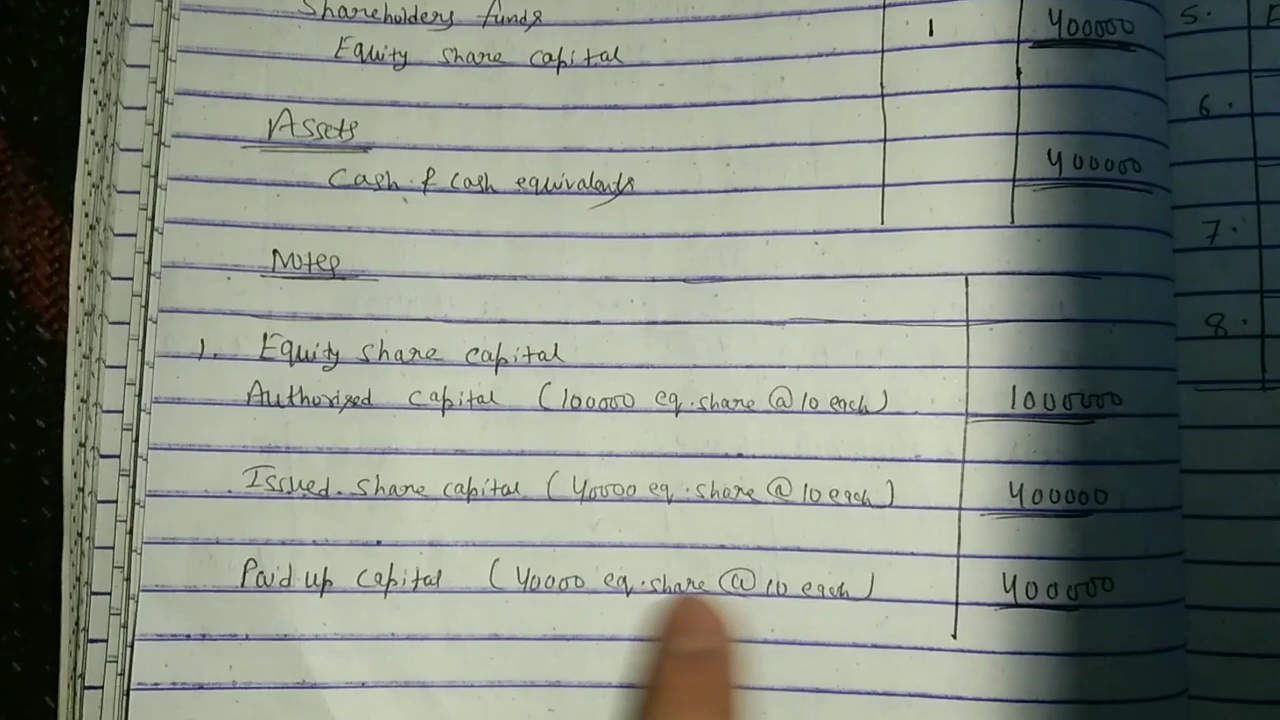 Shareholders funds
1 400000
Equity share capital
Assets
Cash & cash equivalents 400000
Notes
1. Equity share capital
Authorised capital (100000 eq. share @ 10 each) 1000000
Issued share capital (40000 eq. share @ 10 each) 400000
Paid up capital (40000 eq. share @ 10 each) 400000
5.
6.
7.
8.